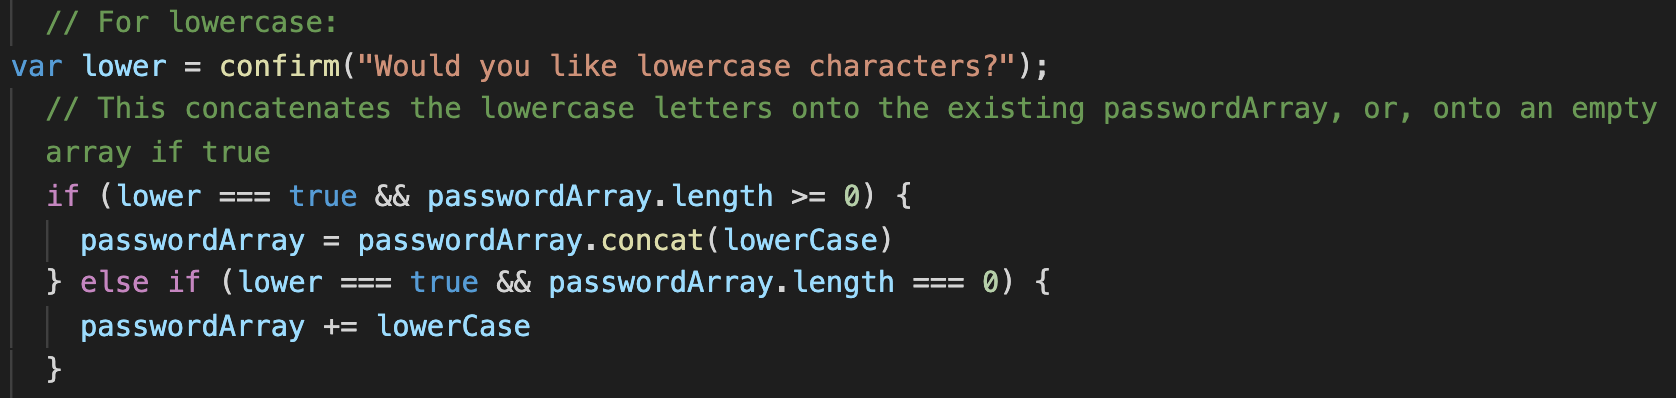 // For lowercase:
var lower = confirm("Would you like lowercase characters?");
// This concatenates the lowercase letters onto the existing passwordArray, or, onto an empty
array if true
if (lower === true && passwordArray.length >= 0) {
passwordArray = passwordArray.concat(lowerCase)
} else if (lower === true && passwordArray.length === 0) {
passwordArray += lowerCase
}